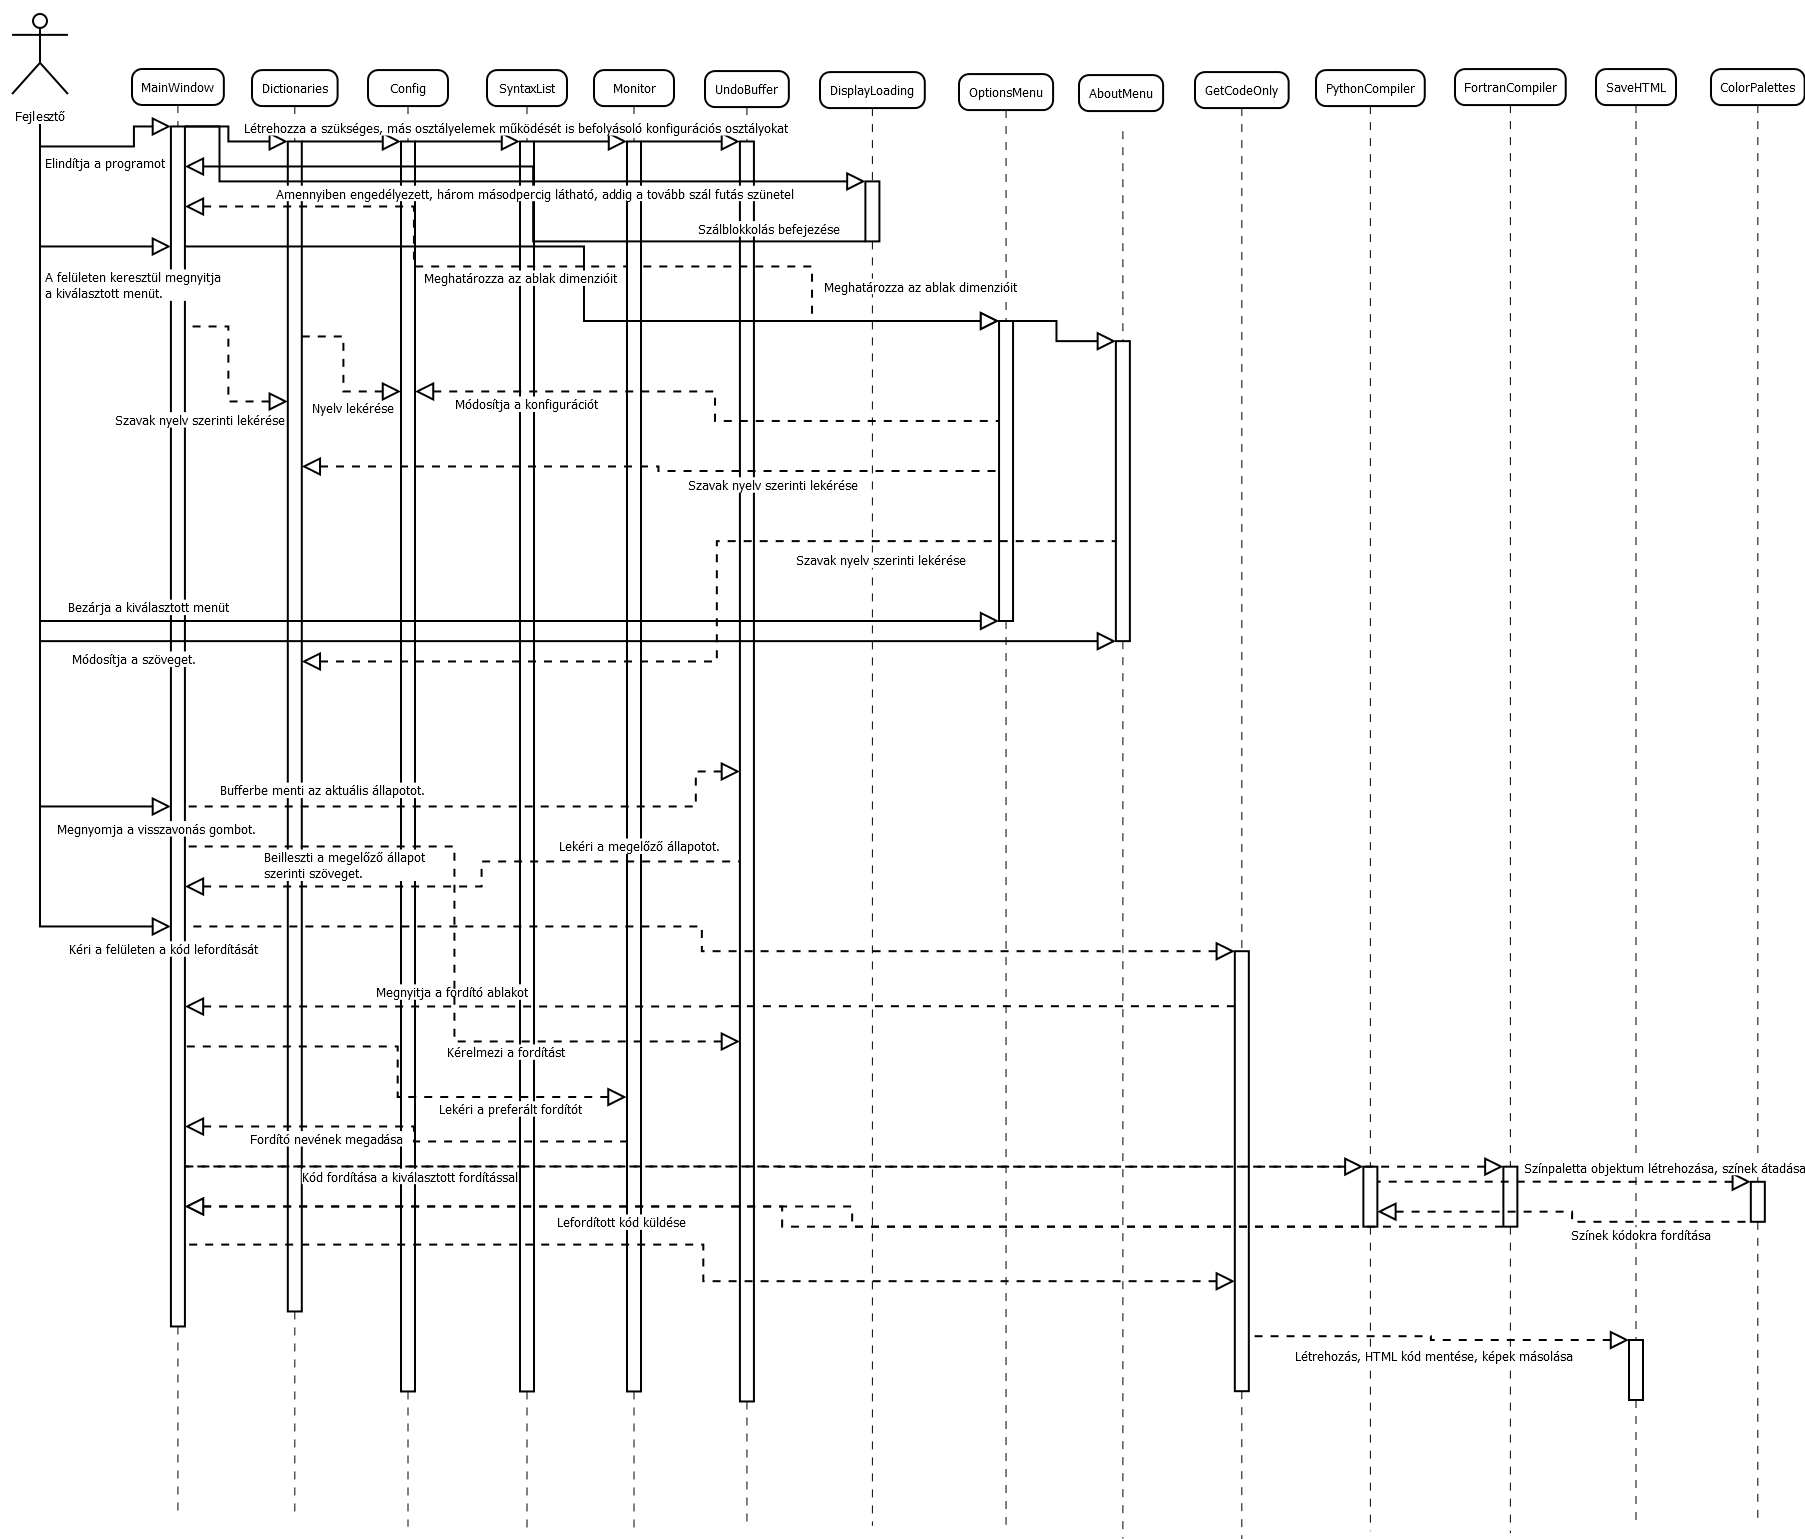 Fejlesztő
MainWindow
Dictionaries
Config
SyntaxList
Monitor
UndoBuffer
DisplayLoading
OptionsMenu
AboutMenu
GetCodeOnly
PythonCompiler
FortranCompiler
SaveHTML
ColorPalettes
Létrehozza a szükséges, más osztályelemek működését is befolyásoló konfigurációs osztályokat
Elindítja a programot
Amennyiben engedélyezett, három másodpercig látható, addig a tovább szál futás szünetel
Szálblokkolás befejezése
A felületen keresztül megnyitja
a kiválasztott menüt.
Meghatározza az ablak dimenzióit
Meghatározza az ablak dimenzióit
Szavak nyelv szerinti lekérése
Nyelv lekérése
Módosítja a konfigurációt
Szavak nyelv szerinti lekérése
Szavak nyelv szerinti lekérése
Bezárja a kiválasztott menüt
Módosítja a szöveget.
Bufferbe menti az aktuális állapotot.
Megnyomja a visszavonás gombot.
Lekéri a megelőző állapotot.
Beilleszti a megelőző állapot
szerinti szöveget.
Kéri a felületen a kód lefordítását
Megnyitja a fordító ablakot
Kérelmezi a fordítást
Lekéri a preferált fordítót
Fordító nevének megadása
Színpaletta objektum létrehozása, színek átadása
Kód fordítása a kiválasztott fordítással
Lefordított kód küldése
Színek kódokra fordítása
Létrehozás, HTML kód mentése, képek másolása